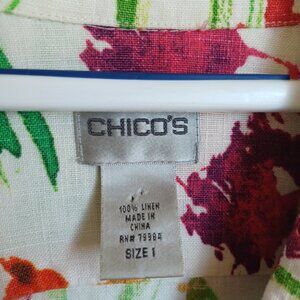 CHICO'S
100% LINEN
MADE IN
CHINA
RN# 79984
SIZE 1